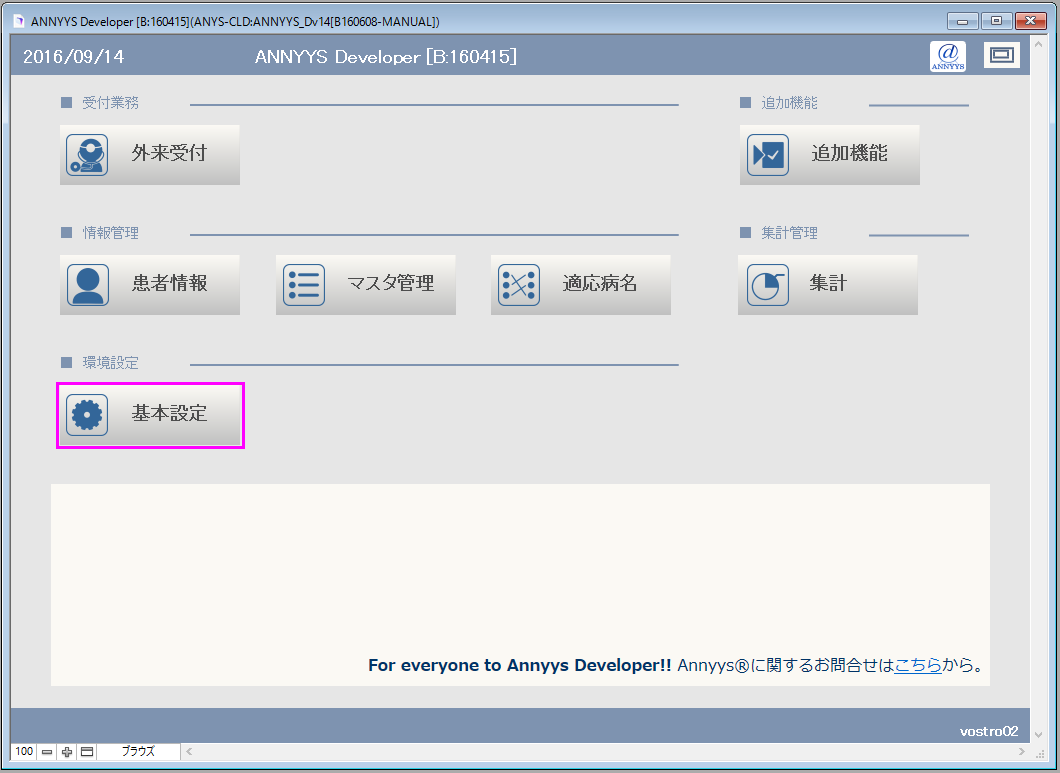 ANNYYS Developer [B:160415](ANYS-CLD:ANNYYS_Dv14[B160608-MANUAL])
2016/09/14 ANNYYS Developer [B:160415]
@ ANNYYS
受付業務 追加機能
外来受付 追加機能
情報管理 集計管理
患者情報 マスタ管理 適応病名 集計
環境設定
基本設定
For everyone to Annyys Developer!! Annyys®に関するお問合せはこちらから。
vostro02
100 ブラウズ